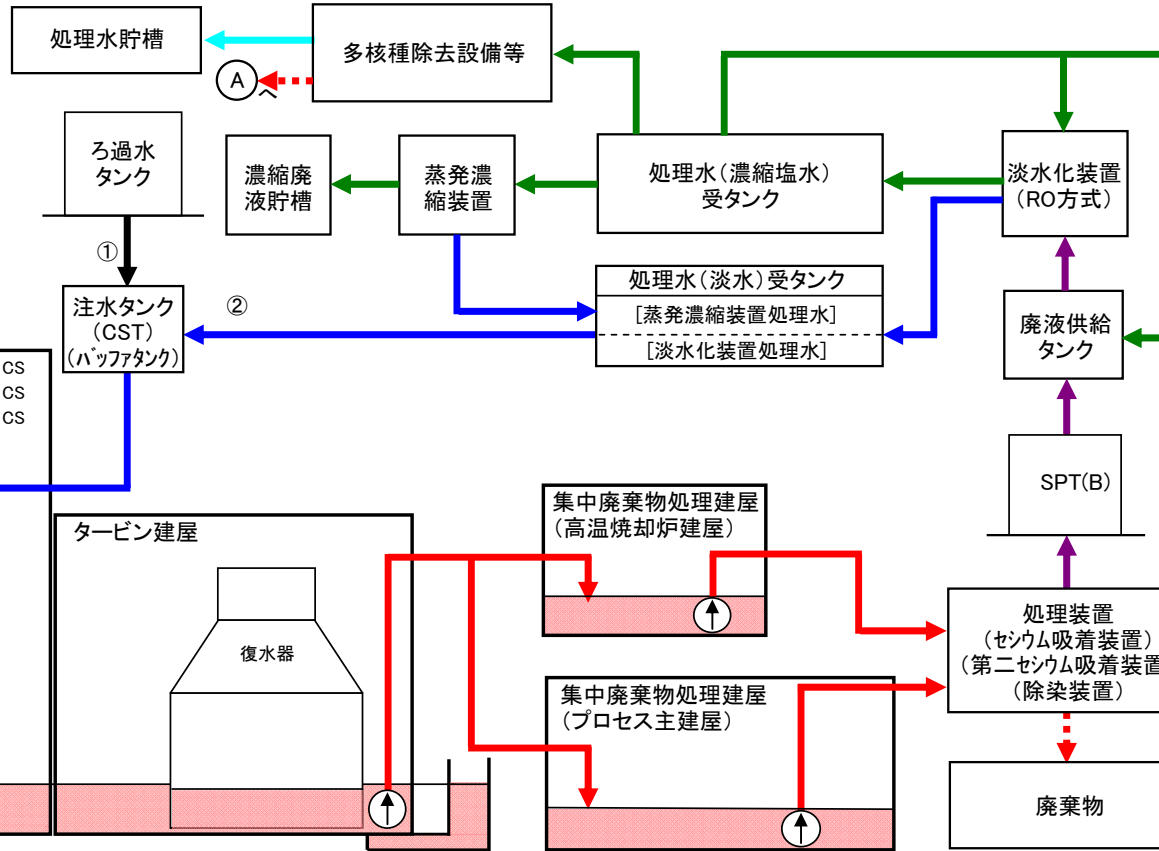 処理水貯槽
多核種除去設備等
A
へ
ろ過水
タンク
濃縮廃
液貯槽
蒸発濃
縮装置
処理水(濃縮塩水)
受タンク
淡水化装置
(RO方式)
①
処理水(淡水)受タンク
[蒸発濃縮装置処理水]
[淡水化装置処理水]
②
注水タンク
(CST)
(バッファタンク)
廃液供給
タンク
CS
CS
CS
SPT(B)
集中廃棄物処理建屋
(高温焼却炉建屋)
タービン建屋
復水器
処理装置
(セシウム吸着装置)
(第二セシウム吸着装置
(除染装置)
集中廃棄物処理建屋
(プロセス主建屋)
廃棄物